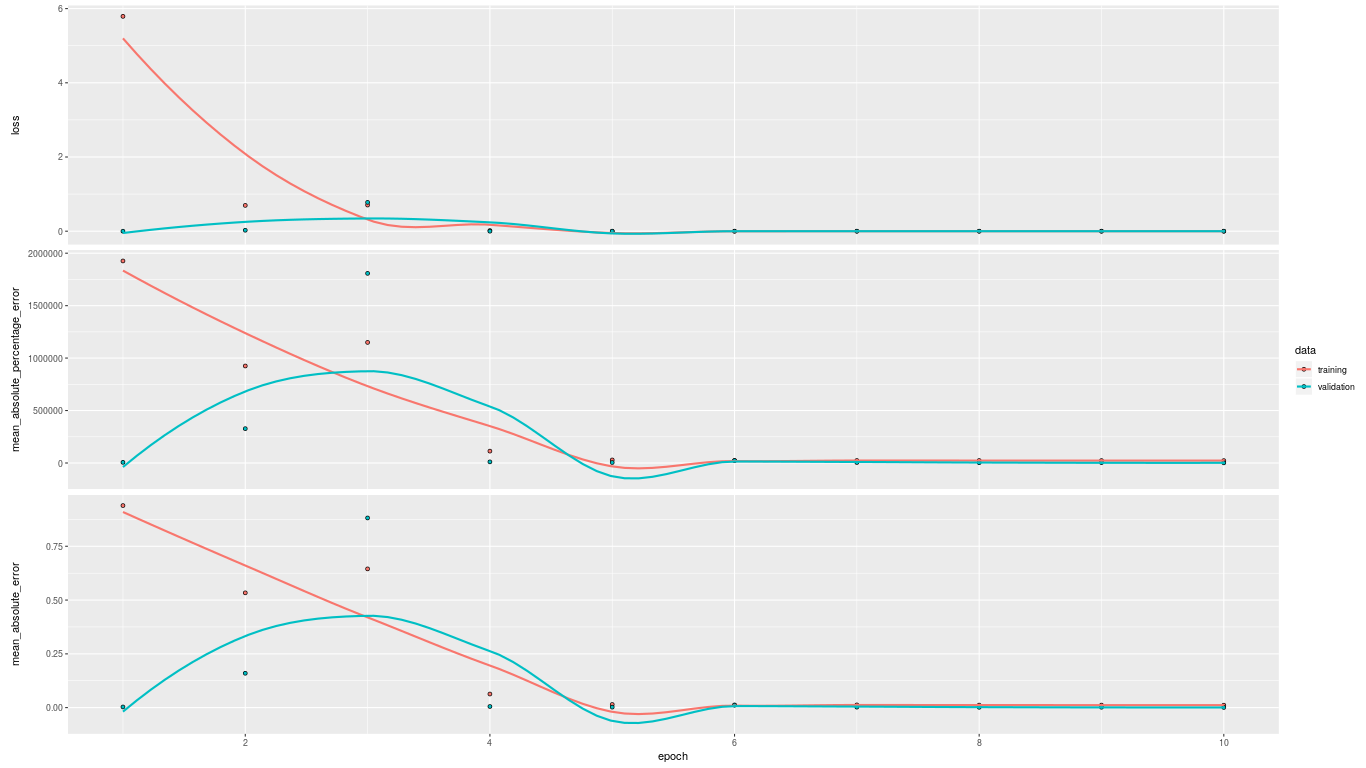 6
4
2
0
loss
2000000
1500000
1000000
500000
0
mean_absolute_percentage_error
0.75
0.50
0.25
0.00
mean_absolute_error
2
4
6
8
10
epoch
data
training
validation